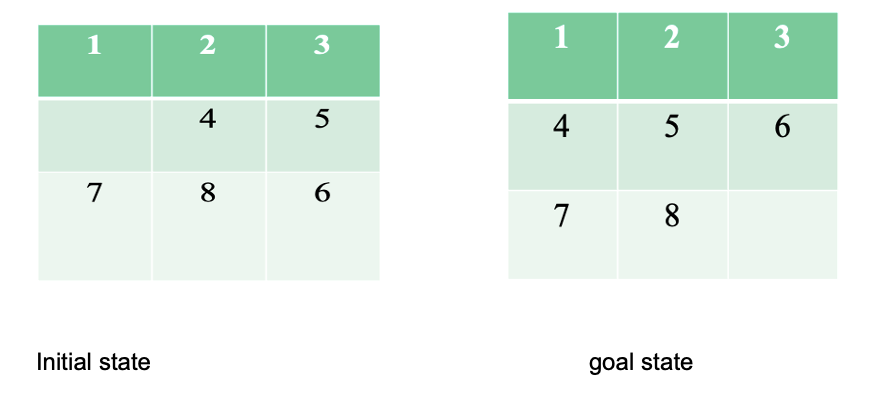 1 2 3
4 5
7 8 6
Initial state
1 2 3
4 5 6
7 8
goal state